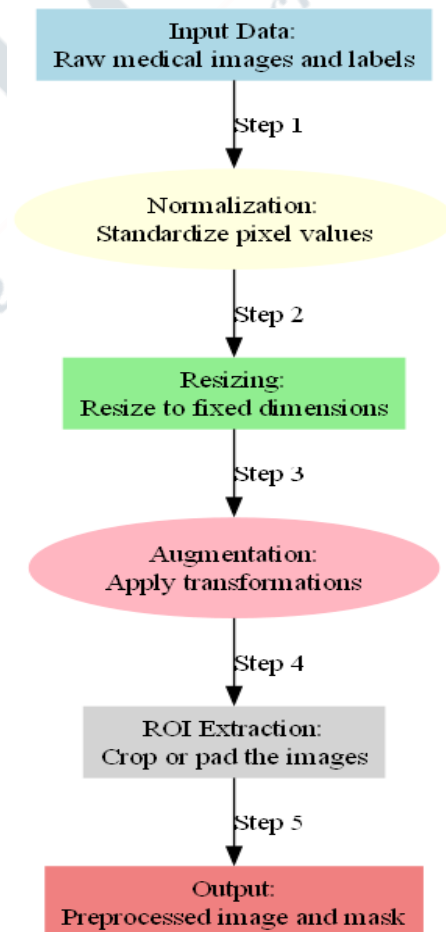 Input Data:
Raw medical images and labels
Step 1
Normalization:
Standardize pixel values
Step 2
Resizing:
Resize to fixed dimensions
Step 3
Augmentation:
Apply transformations
Step 4
ROI Extraction:
Crop or pad the images
Step 5
Output:
Preprocessed image and mask